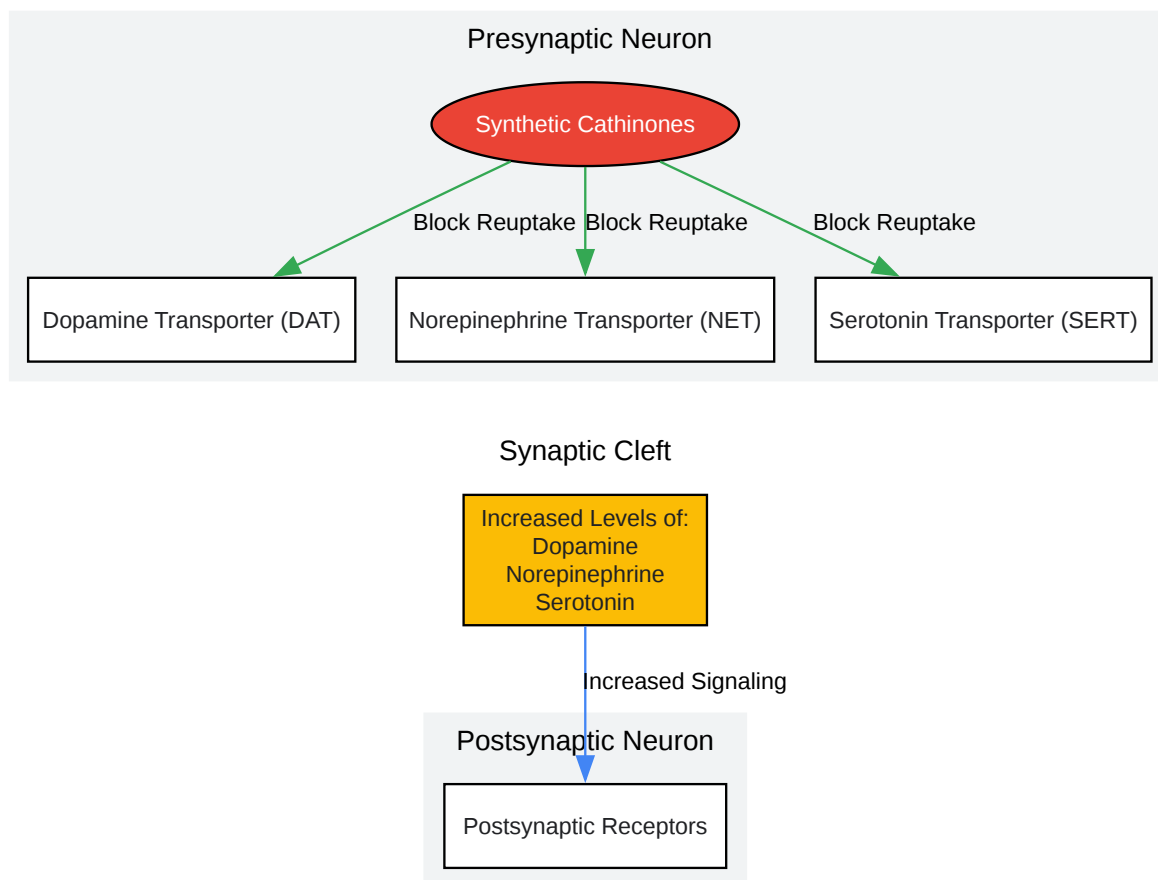 Presynaptic Neuron
Synthetic Cathinones
Block Reuptake
Block Reuptake
Block Reuptake
Dopamine Transporter (DAT)
Norepinephrine Transporter (NET)
Serotonin Transporter (SERT)
Synaptic Cleft
Increased Levels of:
Dopamine
Norepinephrine
Serotonin
Increased Signaling
Postsynaptic Neuron
Postsynaptic Receptors